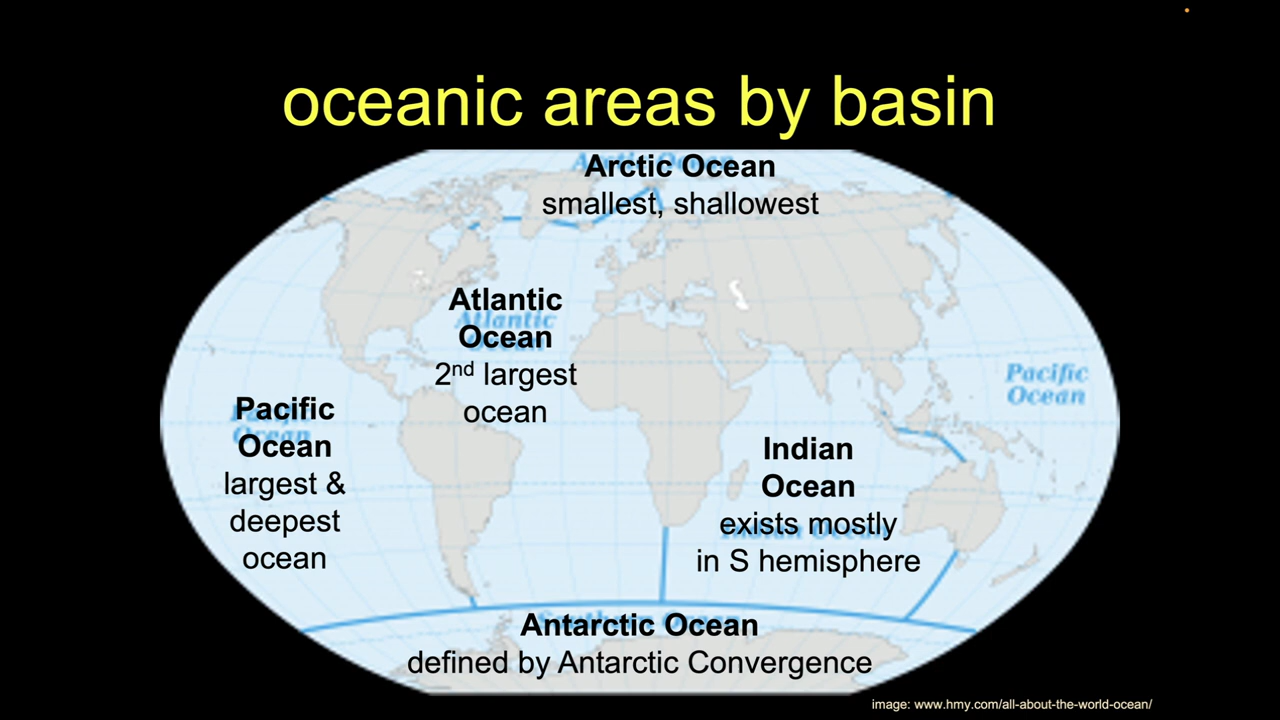 oceanic areas by basin
Arctic Ocean
smallest, shallowest
Atlantic
Ocean
2nd largest
ocean
Pacific
Ocean
largest &
deepest
ocean
Indian
Ocean
exists mostly
in S hemisphere
Pacific
Ocean
Antarctic Ocean
defined by Antarctic Convergence
image: www.hmy.com/all-about-the-world-ocean/